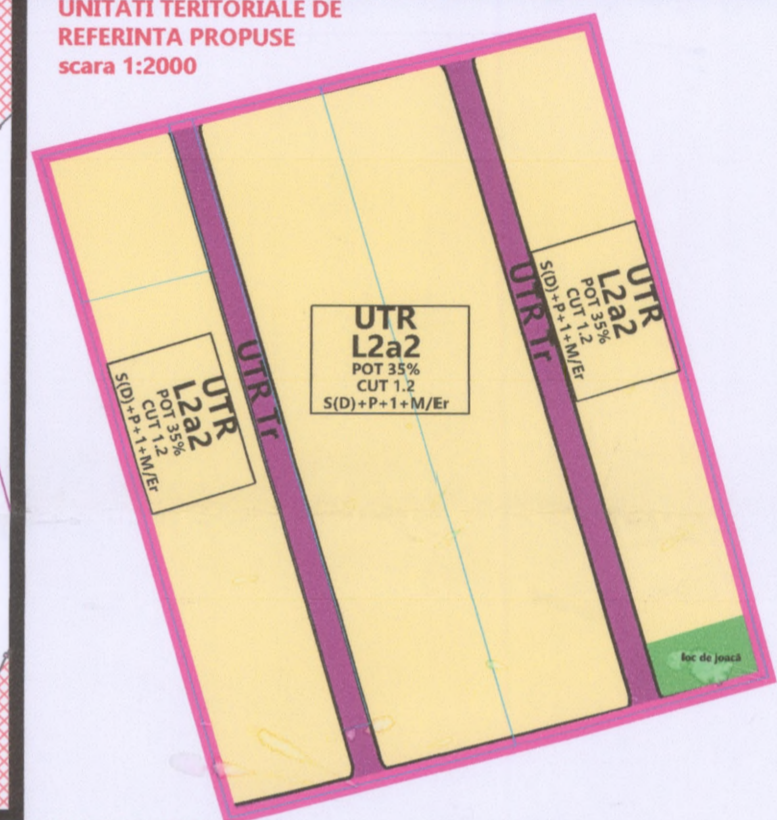 UNITATI TERITORIALE DE
REFERINTA PROPUSE
scara 1:2000
UTR
L2a2
POT 35%
CUT 1.2
S(D)+P+1+M/Er
UTR Tr
UTR
L2a2
POT 35%
CUT 1.2
S(D)+P+1+M/Er
UTR Tr
UTR
L2a2
POT 35%
CUT 1.2
S(D)+P+1+M/Er
loc de joacă